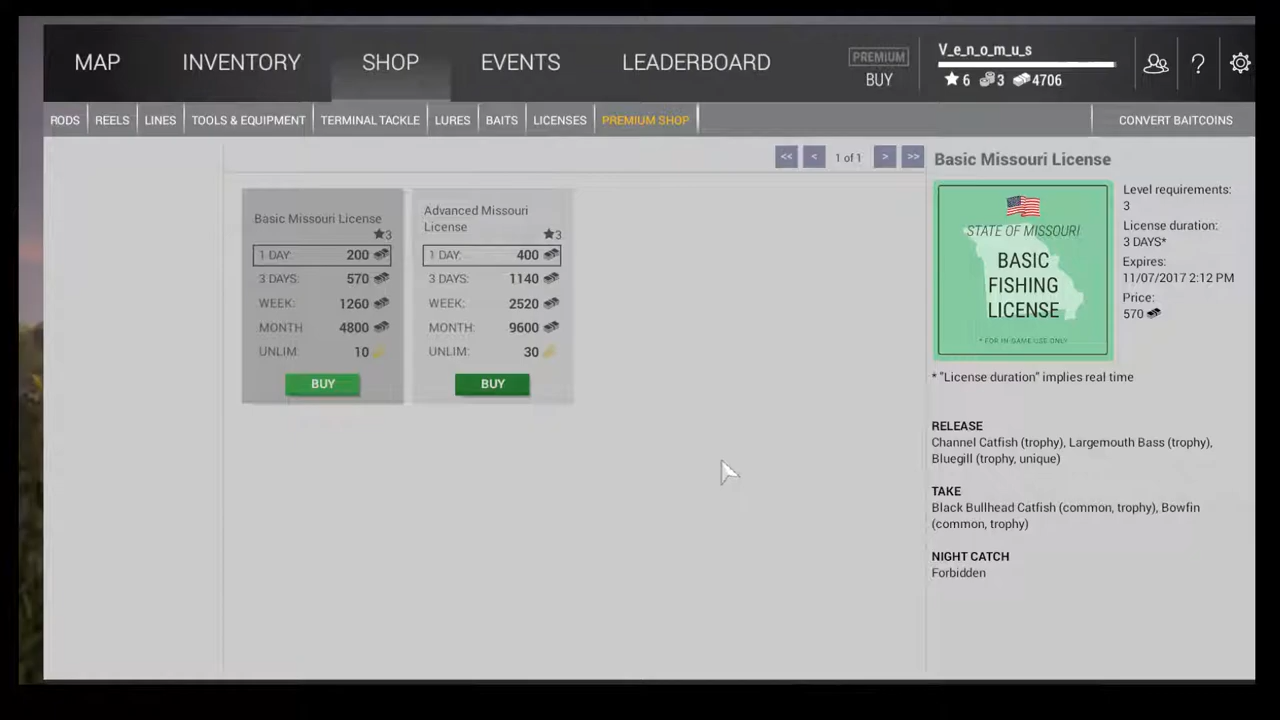 MAP INVENTORY SHOP EVENTS LEADERBOARD PREMIUM BUY V_e_n_o_m_u_s 6 3 4706 ?
RODS REELS LINES TOOLS & EQUIPMENT TERMINAL TACKLE LURES BAITS LICENSES PREMIUM SHOP CONVERT BAITCOINS
<< < 1 of 1 > >>
Basic Missouri License
3
1 DAY: 200
3 DAYS: 570
WEEK: 1260
MONTH 4800
UNLIM: 10
BUY
Advanced Missouri
License
3
1 DAY: 400
3 DAYS: 1140
WEEK: 2520
MONTH: 9600
UNLIM: 30
BUY
Basic Missouri License
STATE OF MISSOURI
BASIC
FISHING
LICENSE
* FOR IN GAME USE ONLY
Level requirements:
3
License duration:
3 DAYS*
Expires:
11/07/2017 2:12 PM
Price:
570
* "License duration" implies real time
RELEASE
Channel Catfish (trophy), Largemouth Bass (trophy),
Bluegill (trophy, unique)
TAKE
Black Bullhead Catfish (common, trophy), Bowfin
(common, trophy)
NIGHT CATCH
Forbidden